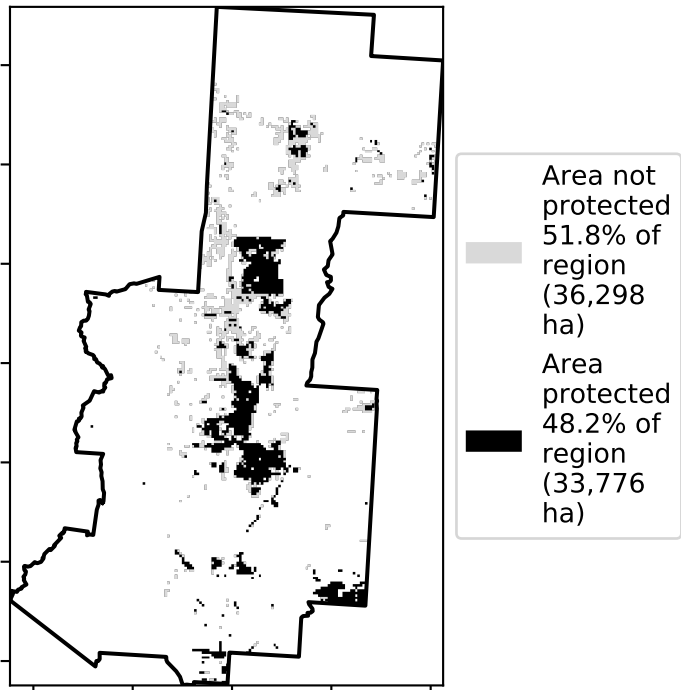 Area not
protected
51.8% of
region
(36,298
ha)
Area
protected
48.2% of
region
(33,776
ha)